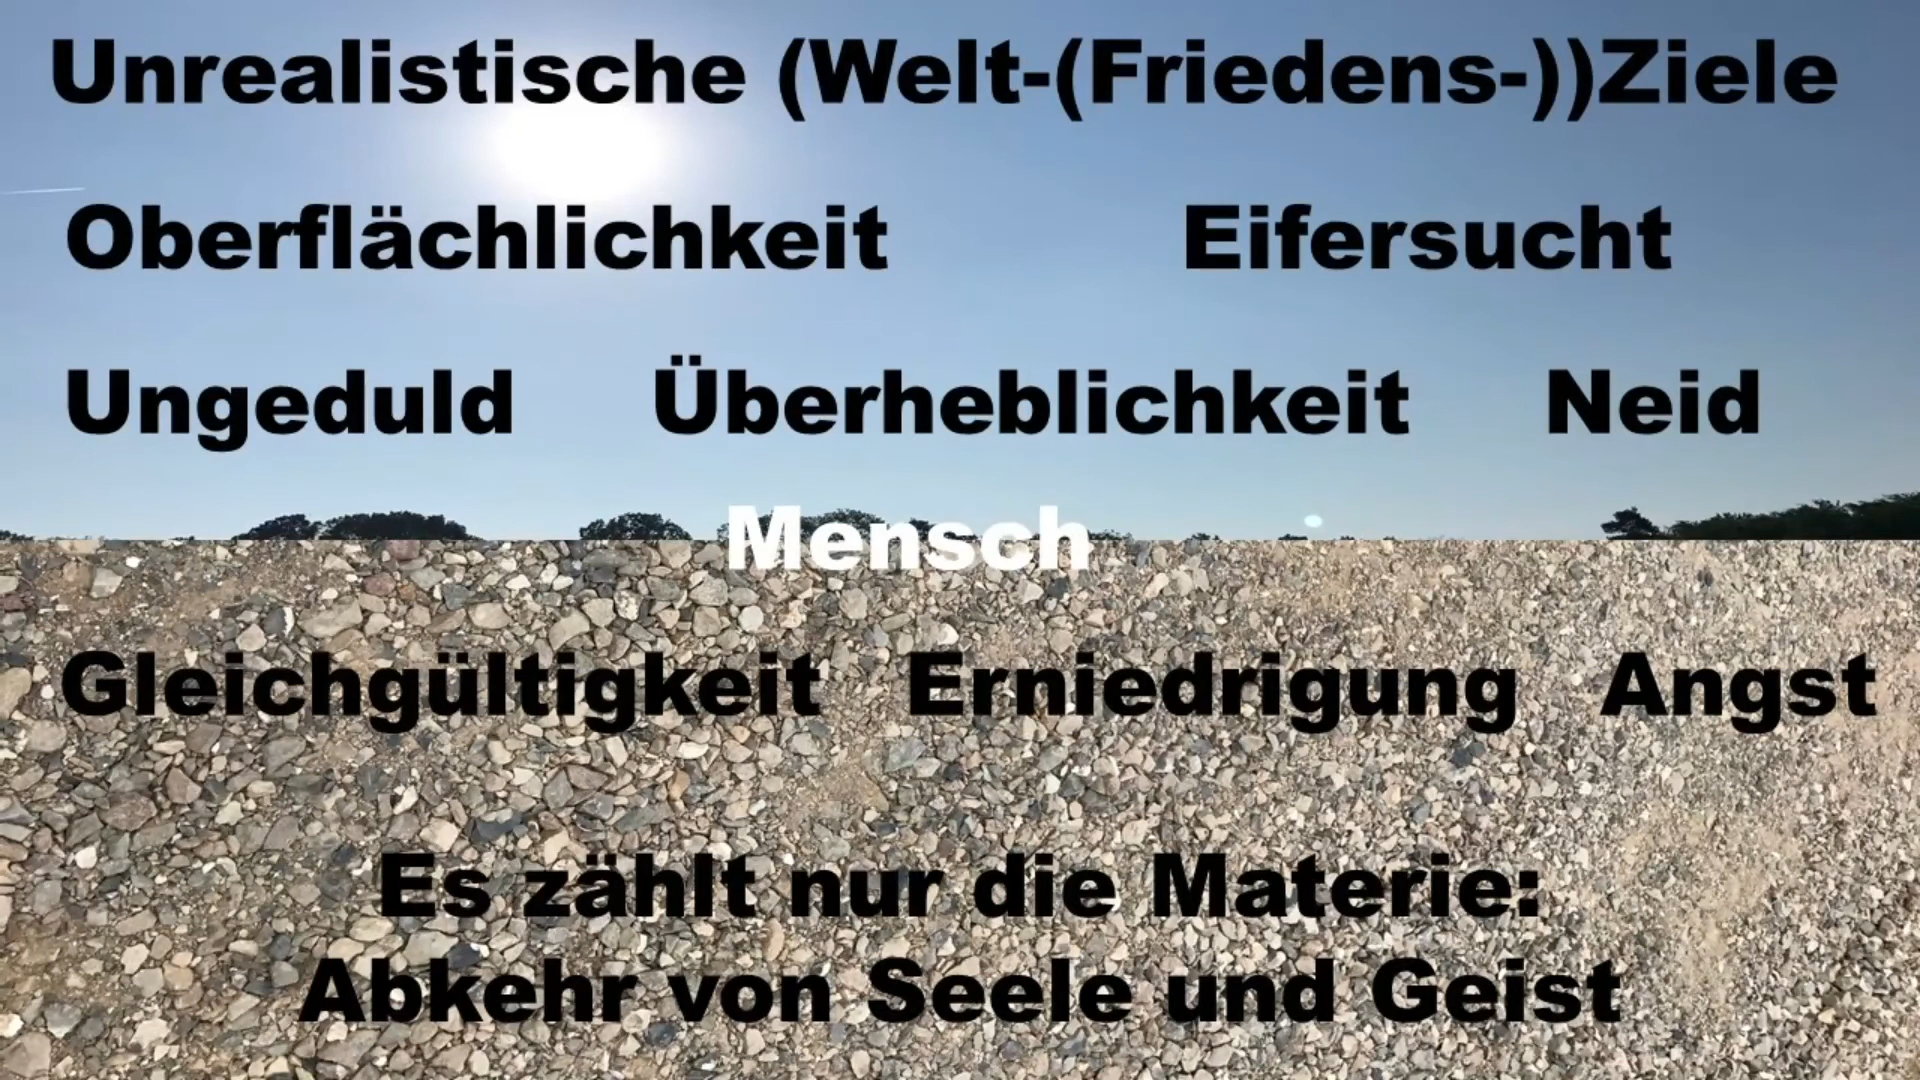 Unrealistische (Welt-(Friedens-))Ziele
Oberflächlichkeit Eifersucht
Ungeduld Überheblichkeit Neid
Mensch
Gleichgültigkeit Erniedrigung Angst
Es zählt nur die Materie:
Abkehr von Seele und Geist